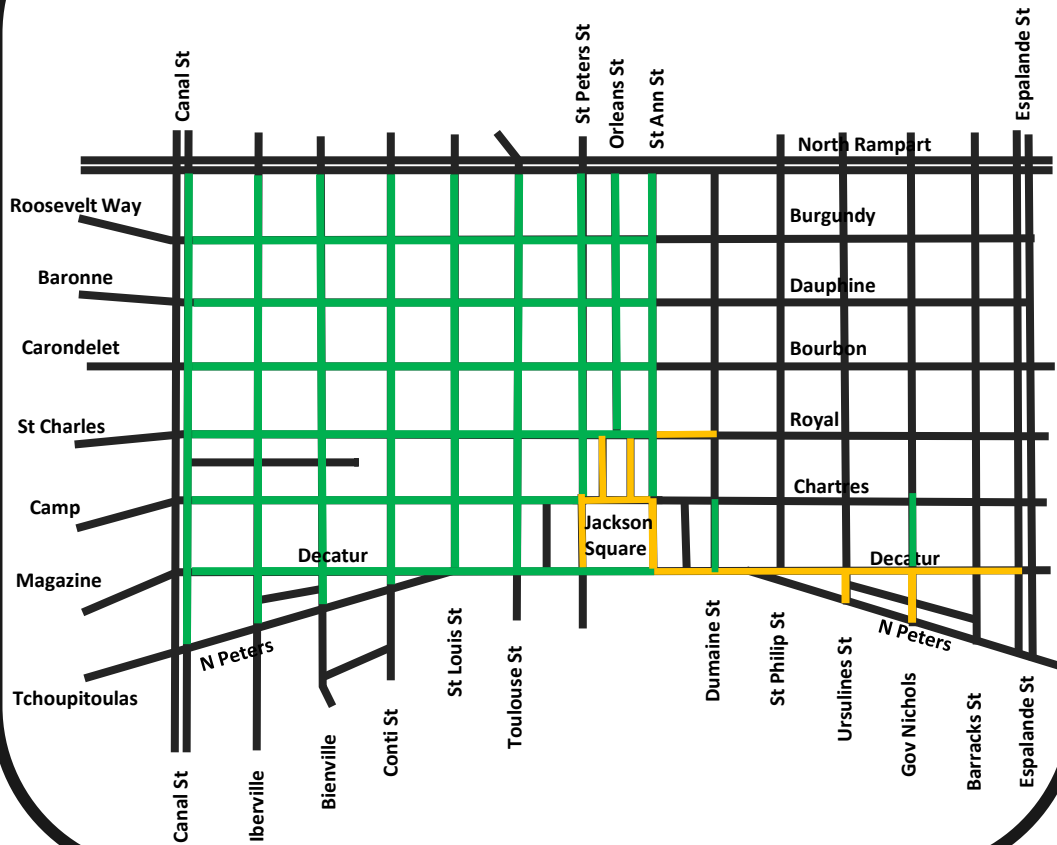 Canal St
St Peters St
Orleans St
St Ann St
Espalande St
North Rampart
Roosevelt Way
Burgundy
Baronne
Dauphine
Carondelet
Bourbon
St Charles
Royal
Camp
Chartres
Jackson
Square
Decatur
Decatur
Magazine
N Peters
N Peters
Tchoupitoulas
Canal St
Iberville
Bienville
Conti St
St Louis St
Toulouse St
Dumaine St
St Philip St
Ursulines St
Gov Nichols
Barracks St
Espalande St